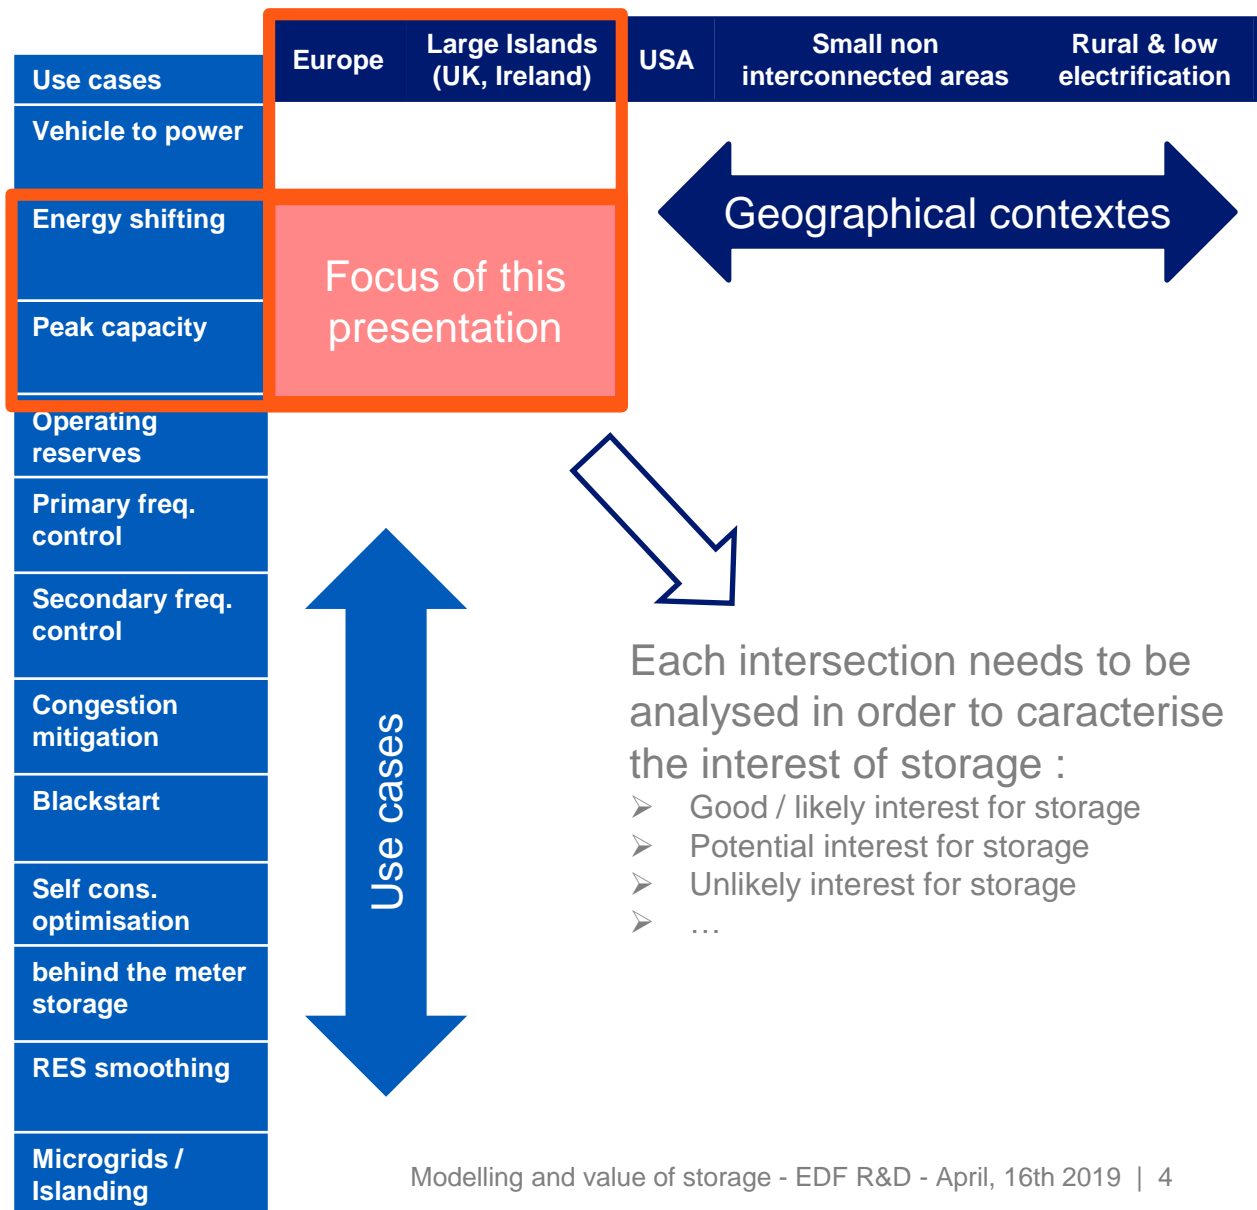 Europe
Large Islands
(UK, Ireland)
USA
Small non
interconnected areas
Rural & low
electrification
Use cases
Vehicle to power
Energy shifting
Peak capacity
Operating
reserves
Primary freq.
control
Secondary freq.
control
Congestion
mitigation
Blackstart
Self cons.
optimisation
behind the meter
storage
RES smoothing
Microgrids /
Islanding
Focus of this
presentation
Geographical contextes
Use cases
Each intersection needs to be
analysed in order to caracterise
the interest of storage :
➢ Good / likely interest for storage
➢ Potential interest for storage
➢ Unlikely interest for storage
➢ …
Modelling and value of storage - EDF R&D - April, 16th 2019 | 4